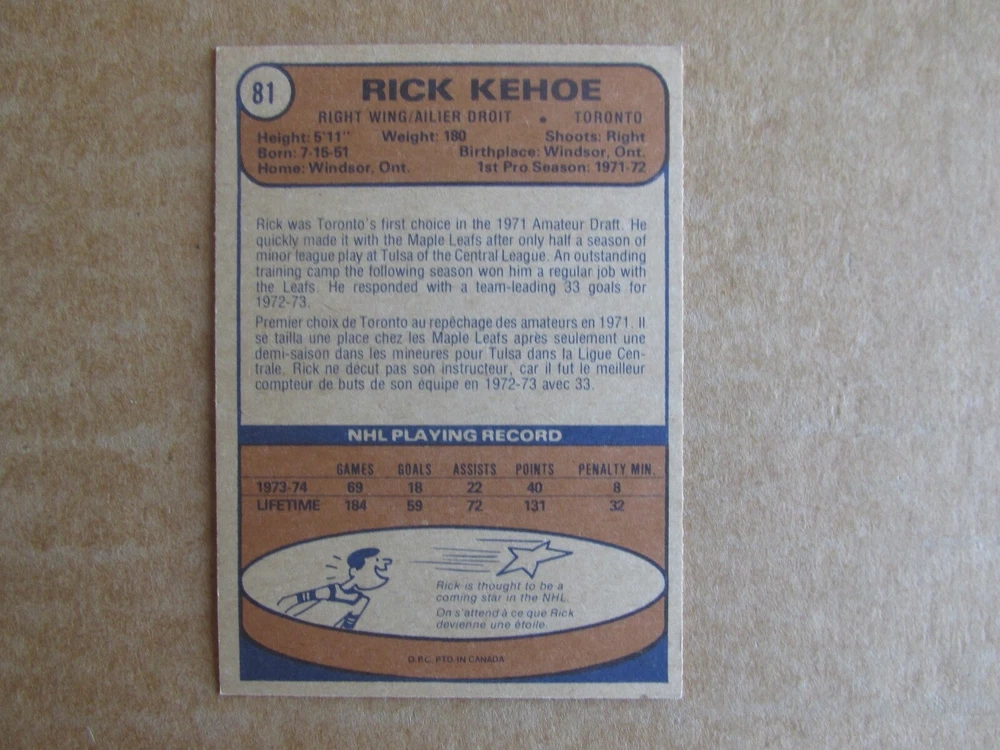 81
RICK KEHOE
RIGHT WING/AILIER DROIT • TORONTO
Height: 5'11" Weight: 180 Shoots: Right
Born: 7-15-51 Birthplace: Windsor, Ont.
Home: Windsor, Ont. 1st Pro Season: 1971-72
Rick was Toronto's first choice in the 1971 Amateur Draft. He
quickly made it with the Maple Leafs after only half a season of
minor league play at Tulsa of the Central League. An outstanding
training camp the following season won him a regular job with
the Leafs. He responded with a team-leading 33 goals for
1972-73.
Premier choix de Toronto au repêchage des amateurs en 1971. Il
se tailla une place chez les Maple Leafs après seulement une
demi-saison dans les mineures pour Tulsa dans la Ligue Cen-
trale. Rick ne décut pas son instructeur, car il fut le meilleur
compteur de buts de son équipe en 1972-73 avec 33.
NHL PLAYING RECORD
GAMES GOALS ASSISTS POINTS PENALTY MIN.
1973-74 69 18 22 40 8
LIFETIME 184 59 72 131 32
Rick is thought to be a
coming star in the NHL.
On s'attend à ce que Rick
devienne une étoile.
O.P.C. PTD. IN CANADA